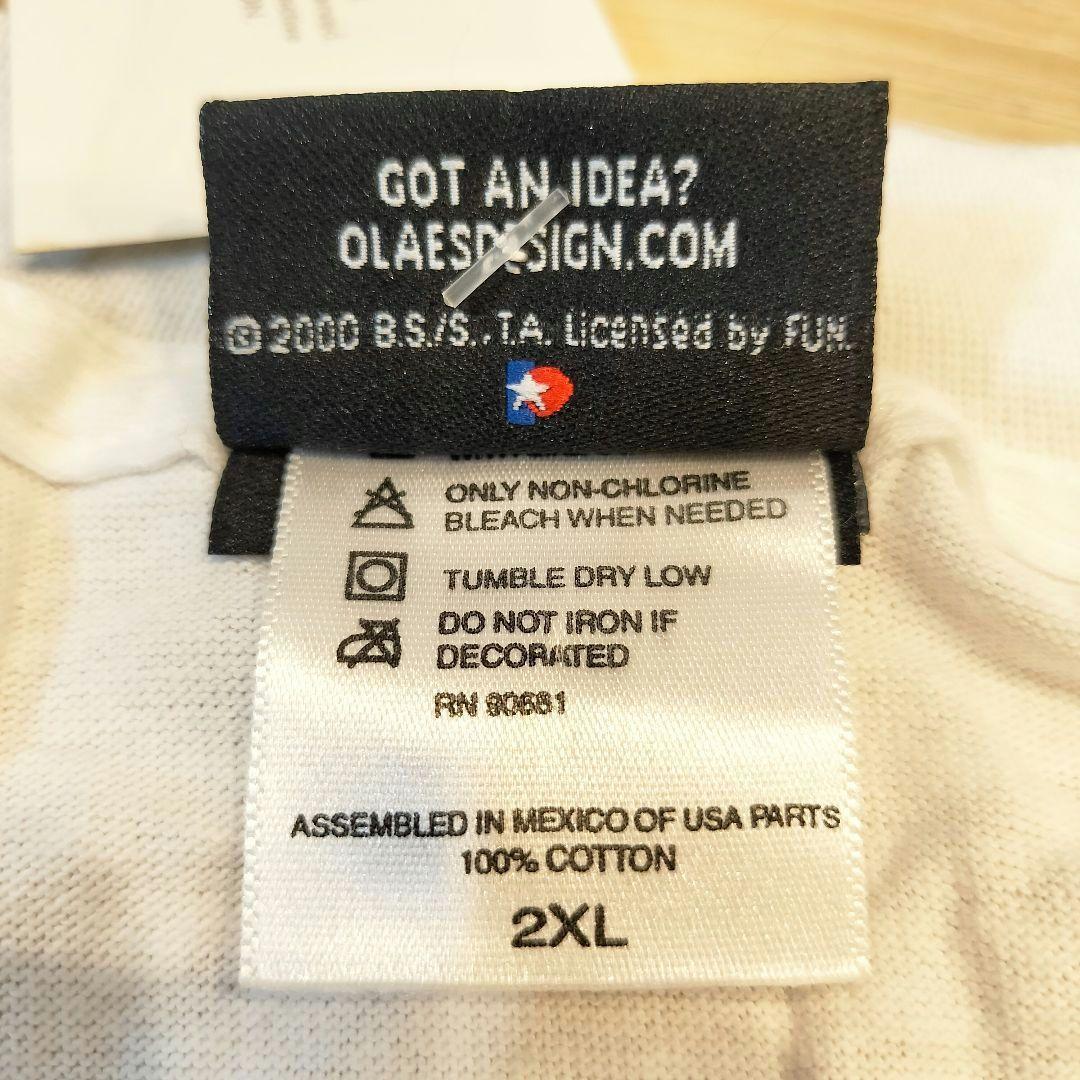 GOT AN IDEA?
OLAESDESIGN.COM
© 2000 B.S./S., T.A. Licensed by FUN.
ONLY NON-CHLORINE
BLEACH WHEN NEEDED
TUMBLE DRY LOW
DO NOT IRON IF
DECORATED
RN 90681
ASSEMBLED IN MEXICO OF USA PARTS
100% COTTON
2XL